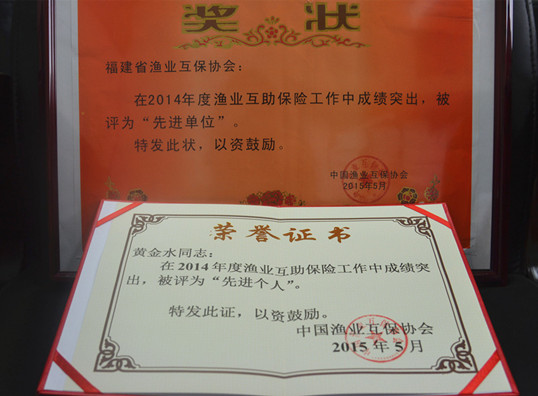 奖 状
福建省渔业互保协会：
在2014年度渔业互助保险工作中成绩突出，被
评为“先进单位”。
特发此状，以资鼓励。
中国渔业互保协会
2015年5月
荣誉证书
黄金水同志：
在2014年度渔业互助保险工作中成绩突
出，被评为“先进个人”。
特发此证，以资鼓励。
中国渔业互保协会
2015年5月